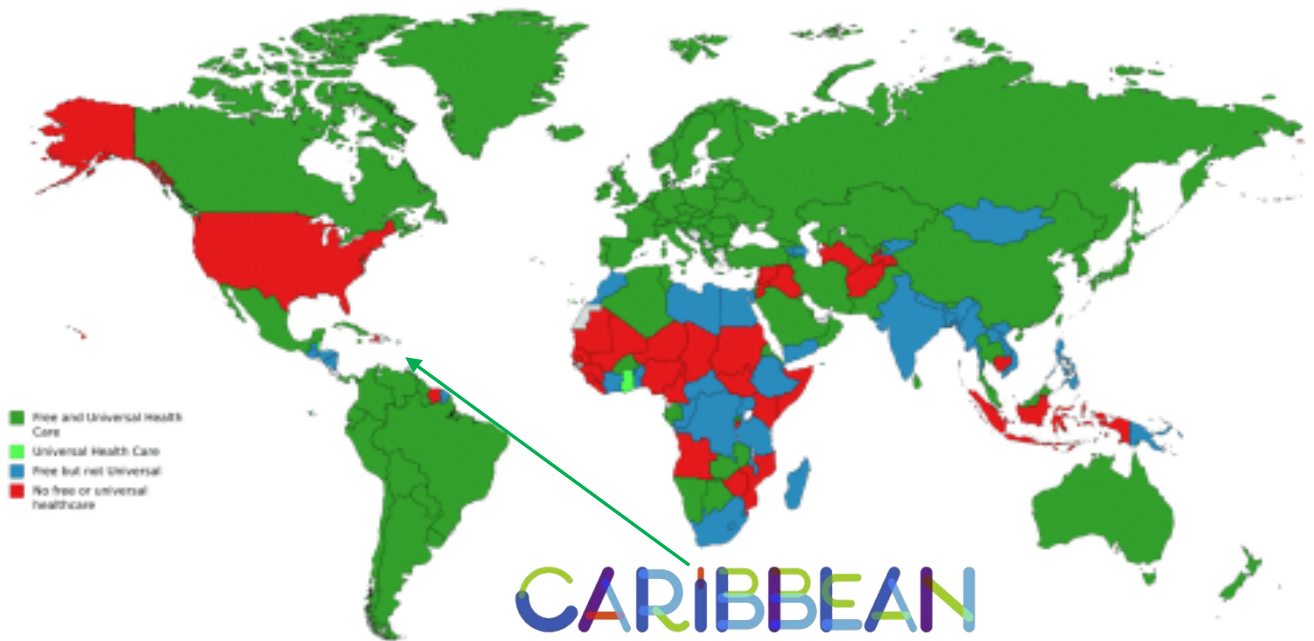 Free and Universal Health
Care
Universal Health Care
Free but not Universal
No free or universal
healthcare
CARIBBEAN